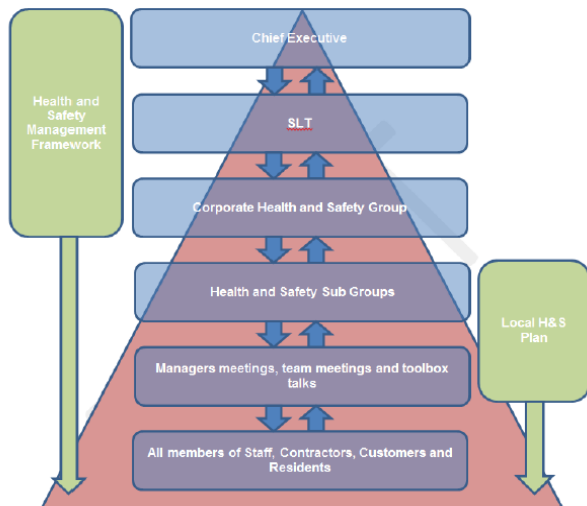 Chief Executive
Health and
Safety
Management
Framework
SLT
Corporate Health and Safety Group
Health and Safety Sub Groups
Local H&S
Plan
Managers meetings, team meetings and toolbox
talks
All members of Staff, Contractors, Customers and
Residents